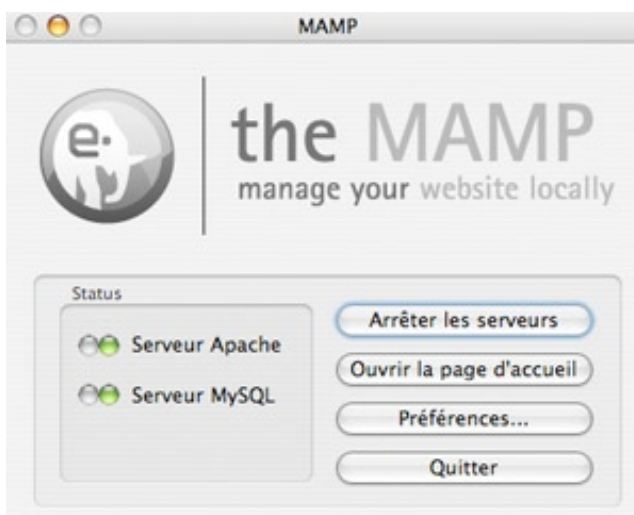 MAMP
e.
the MAMP
manage your website locally
Status
Serveur Apache
Serveur MySQL
Arrêter les serveurs
Ouvrir la page d'accueil
Préférences...
Quitter